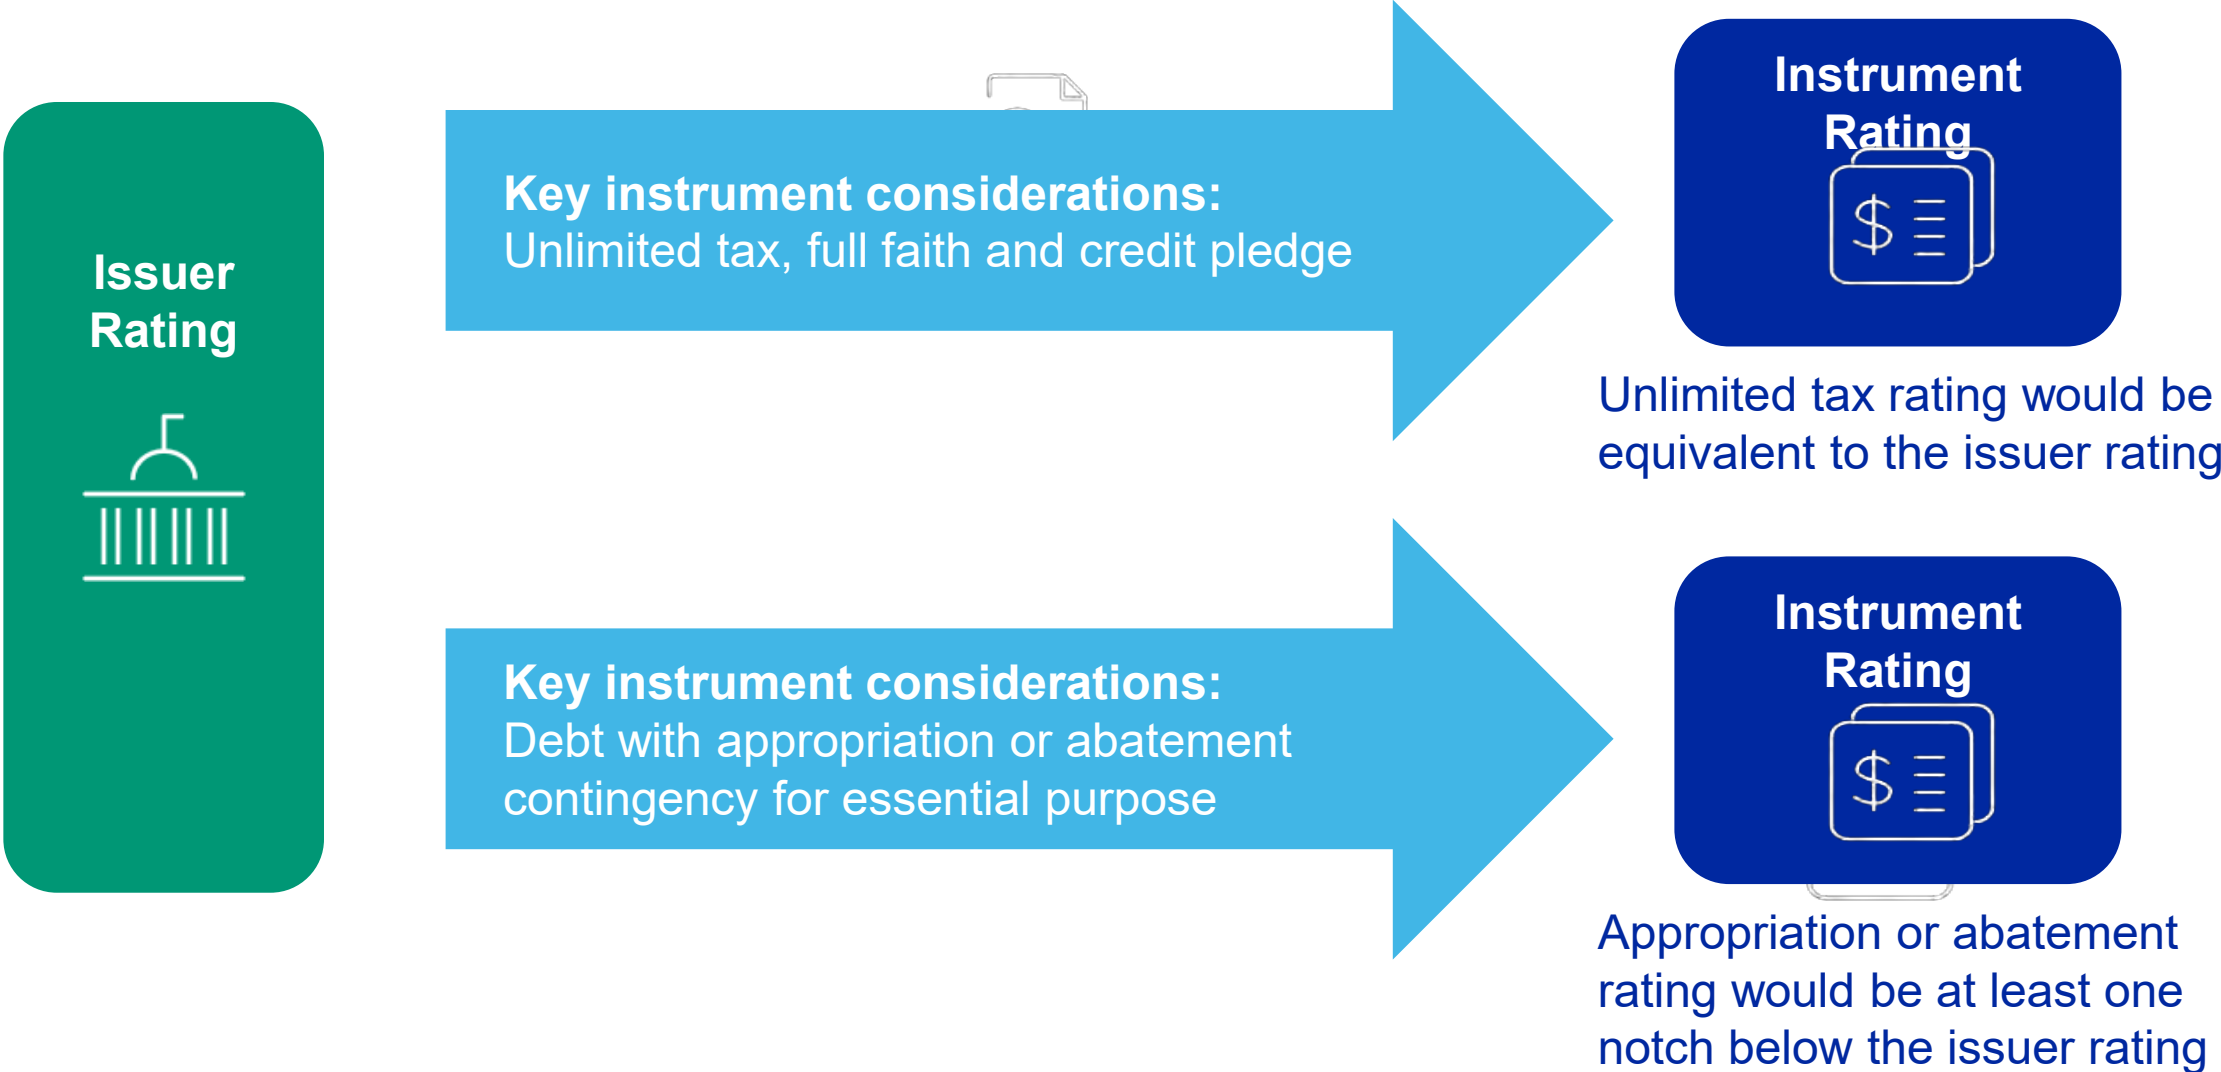 Issuer
Rating
Key instrument considerations:
Unlimited tax, full faith and credit pledge
Instrument
Rating
$
Unlimited tax rating would be
equivalent to the issuer rating
Key instrument considerations:
Debt with appropriation or abatement
contingency for essential purpose
Instrument
Rating
$
Appropriation or abatement
rating would be at least one
notch below the issuer rating